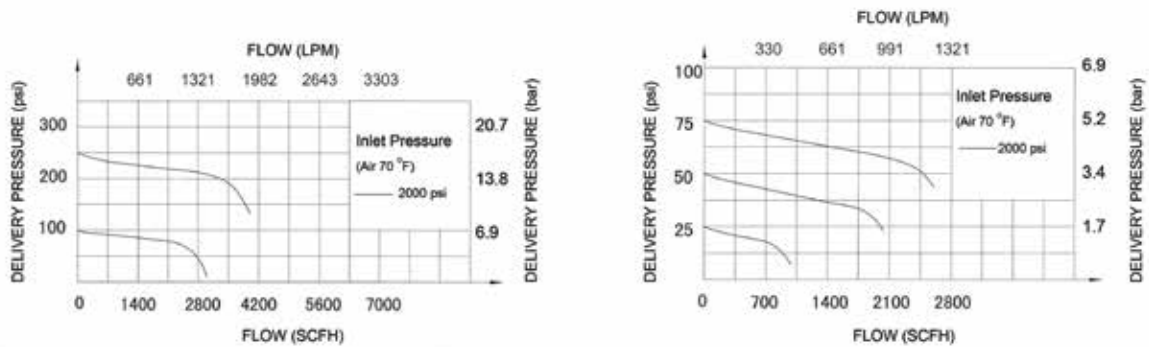 FLOW (LPM)
661 1321 1982 2643 3303
DELIVERY PRESSURE (psi)
300
200
100
Inlet Pressure
(Air 70 °F)
2000 psi
20.7
13.8
6.9
DELIVERY PRESSURE (bar)
0 1400 2800 4200 5600 7000
FLOW (SCFH)
FLOW (LPM)
330 661 991 1321
DELIVERY PRESSURE (psi)
100
75
50
25
Inlet Pressure
(Air 70 °F)
2000 psi
6.9
5.2
3.4
1.7
DELIVERY PRESSURE (bar)
0 700 1400 2100 2800
FLOW (SCFH)